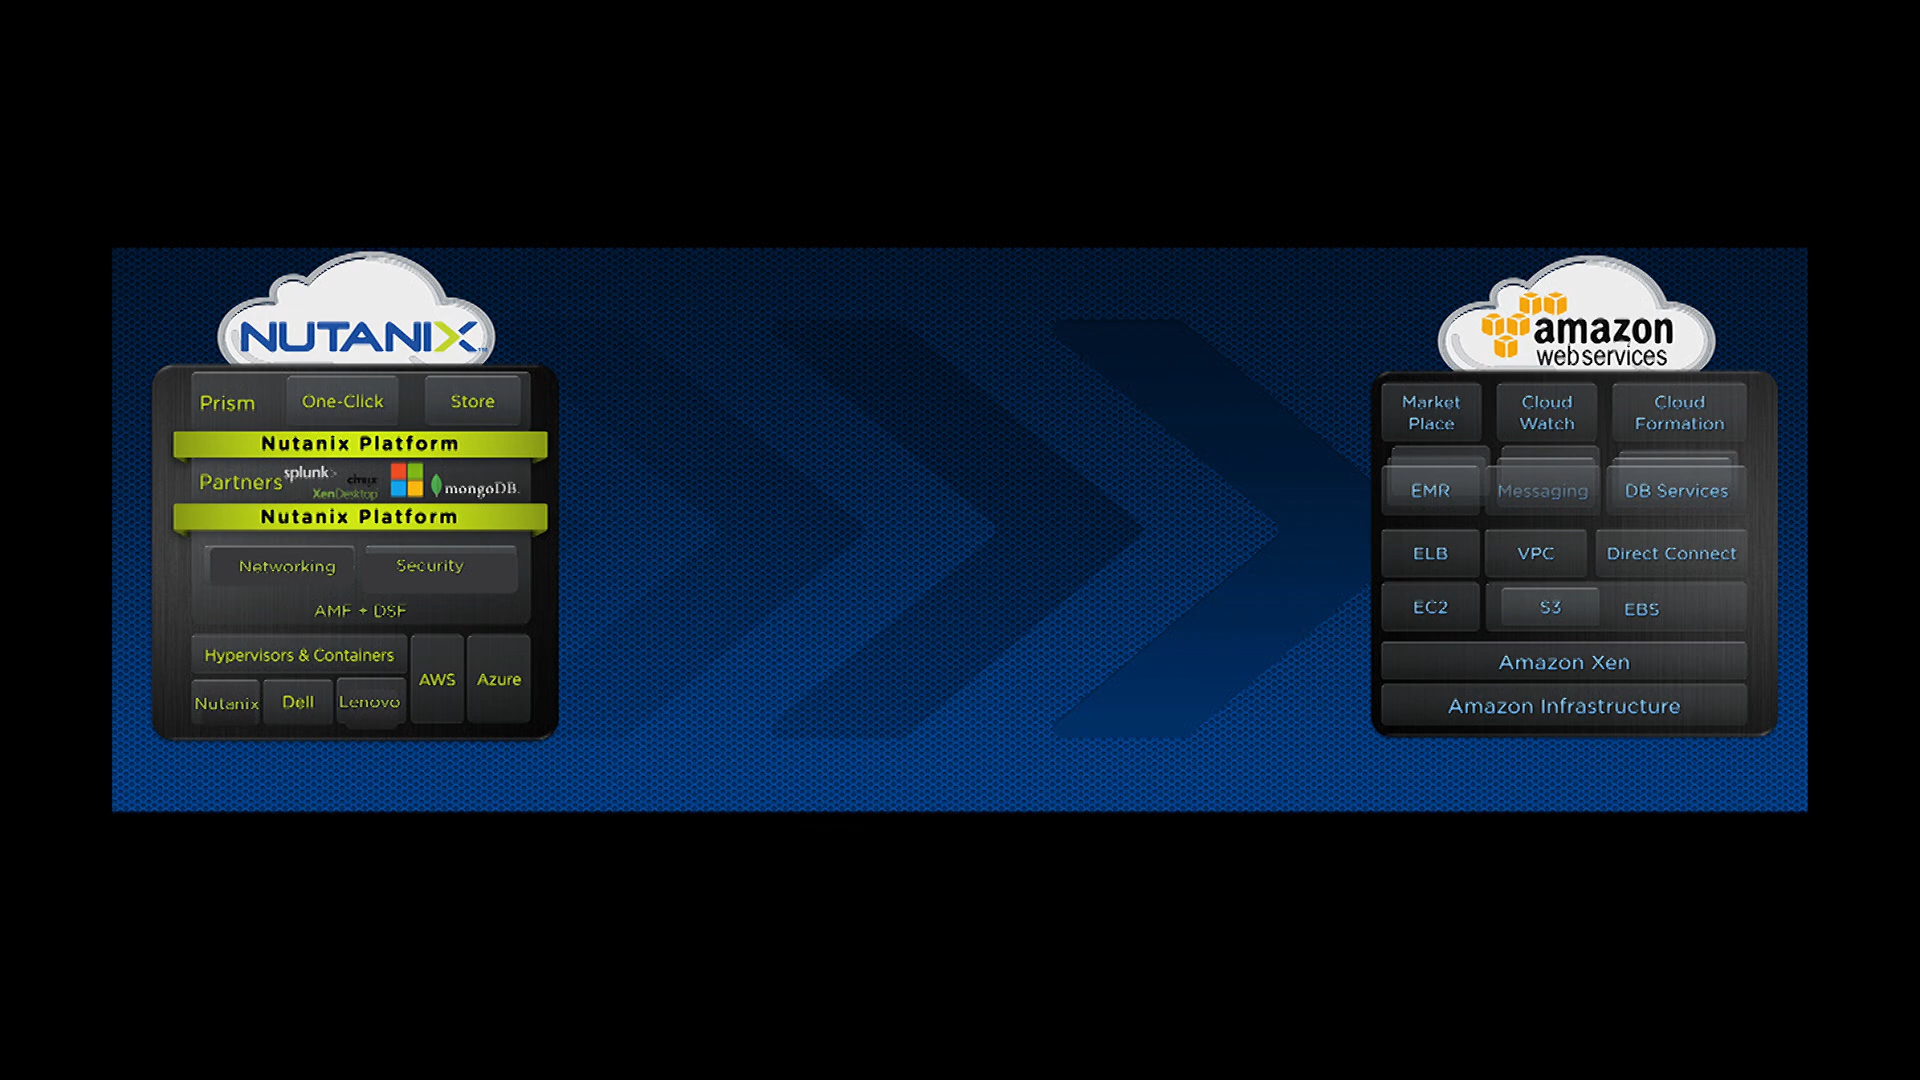 NUTANIX
Prism
One-Click
Store
Nutanix Platform
Partners
splunk>
citrix
XenDesktop
mongoDB.
Nutanix Platform
Networking
Security
AMF + DSF
Hypervisors & Containers
AWS
Azure
Nutanix
Dell
Lenovo
amazon
webservices
Market
Place
Cloud
Watch
Cloud
Formation
EMR
Messaging
DB Services
ELB
VPC
Direct Connect
EC2
S3
EBS
Amazon Xen
Amazon Infrastructure